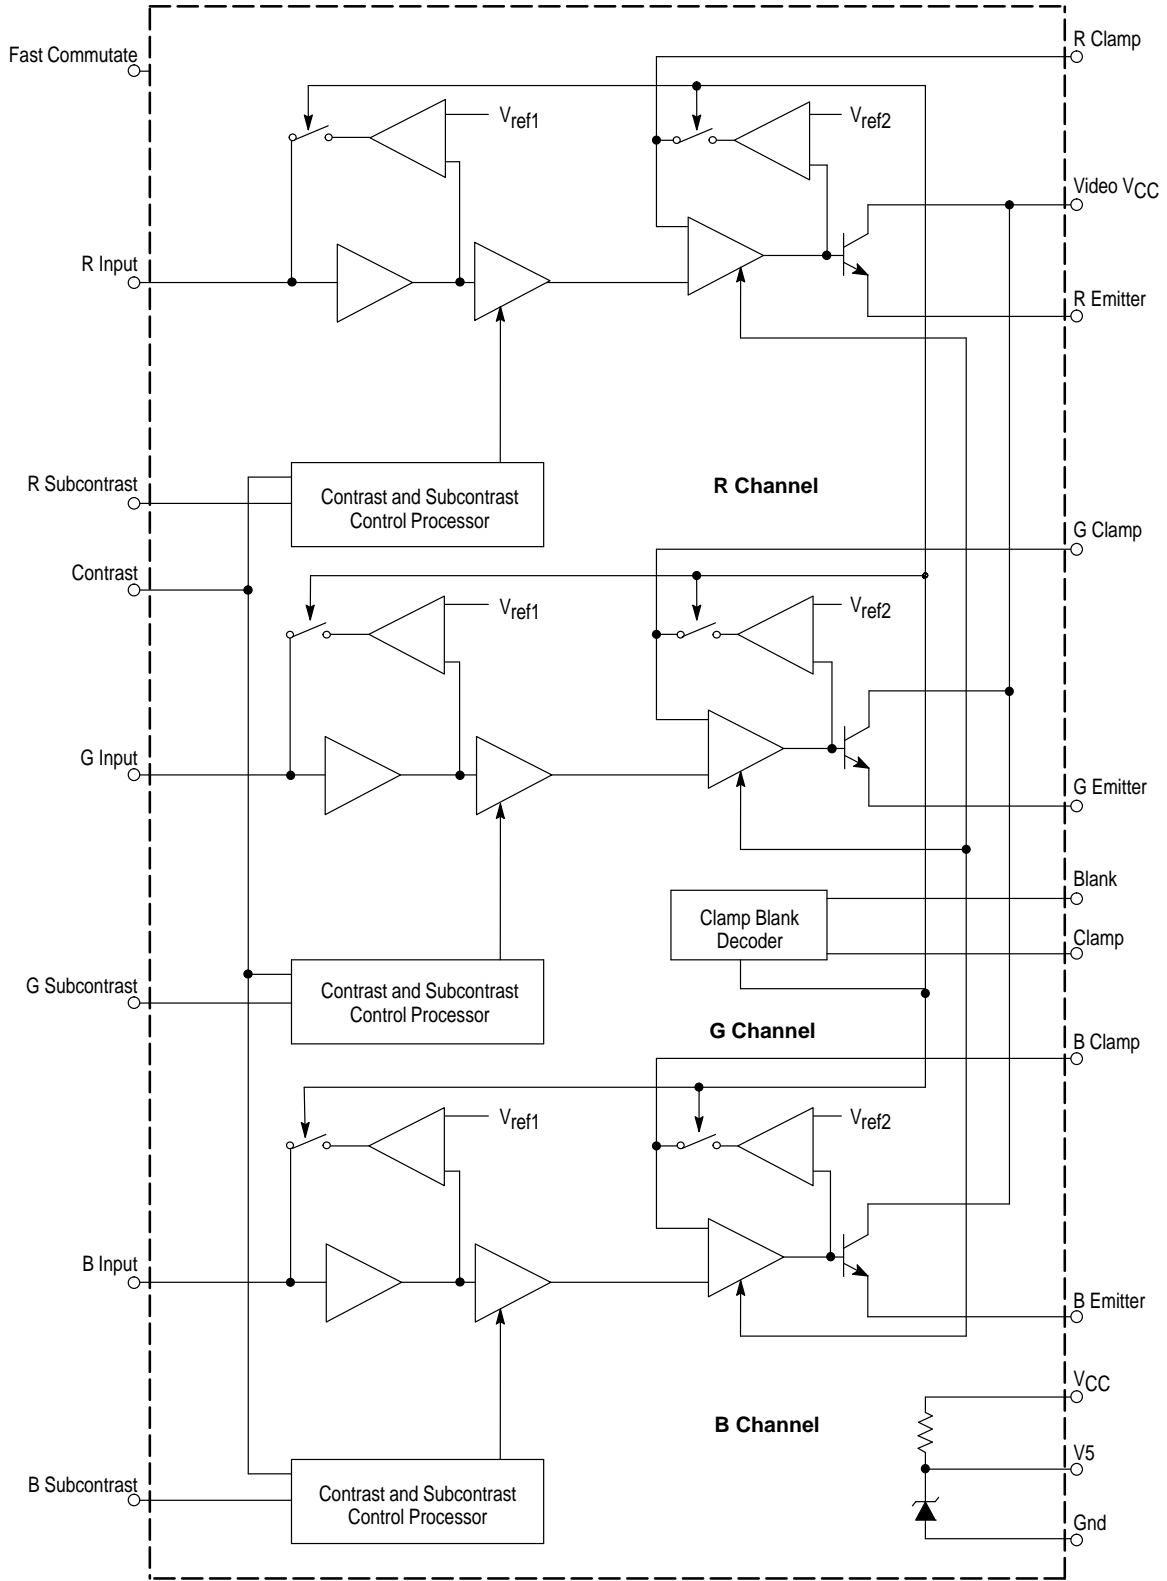 Fast Commutate
R Clamp
Vref1
Vref2
Video VCC
R Input
R Emitter
R Subcontrast
Contrast and Subcontrast
Control Processor
R Channel
G Clamp
Contrast
Vref1
Vref2
G Input
G Emitter
Blank
Clamp Blank
Decoder
Clamp
G Subcontrast
Contrast and Subcontrast
Control Processor
G Channel
B Clamp
Vref1
Vref2
B Input
B Emitter
VCC
B Channel
V5
B Subcontrast
Contrast and Subcontrast
Control Processor
Gnd